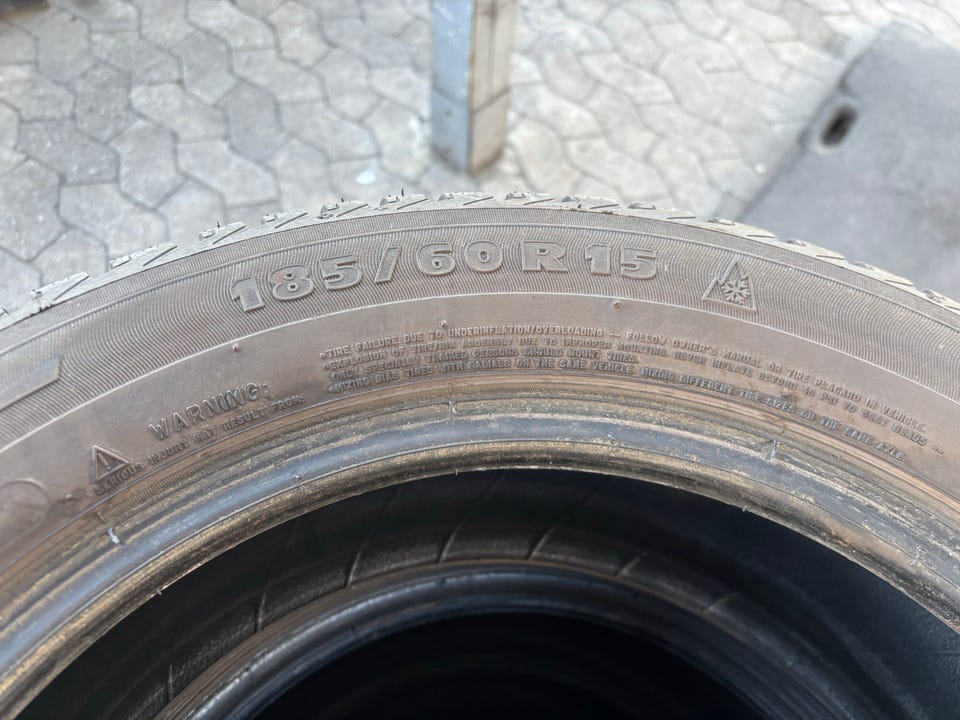 185/60 R 15
WARNING:
SERIOUS INJURY MAY RESULT FROM:
•TIRE FAILURE DUE TO UNDERINFLATION/OVERLOADING -- FOLLOW OWNER'S MANUAL OR TIRE PLACARD IN VEHICLE.
•EXPLOSION OF TIRE/RIM ASSEMBLY DUE TO IMPROPER MOUNTING. NEVER INFLATE BEYOND 40 PSI TO SEAT BEADS --
ONLY SPECIALLY TRAINED PERSONS SHOULD MOUNT TIRES.
•MIXING BIAS TIRES WITH RADIALS ON THE SAME VEHICLE. MIXING DIFFERENT TIRE SIZES ON THE SAME AXLE.